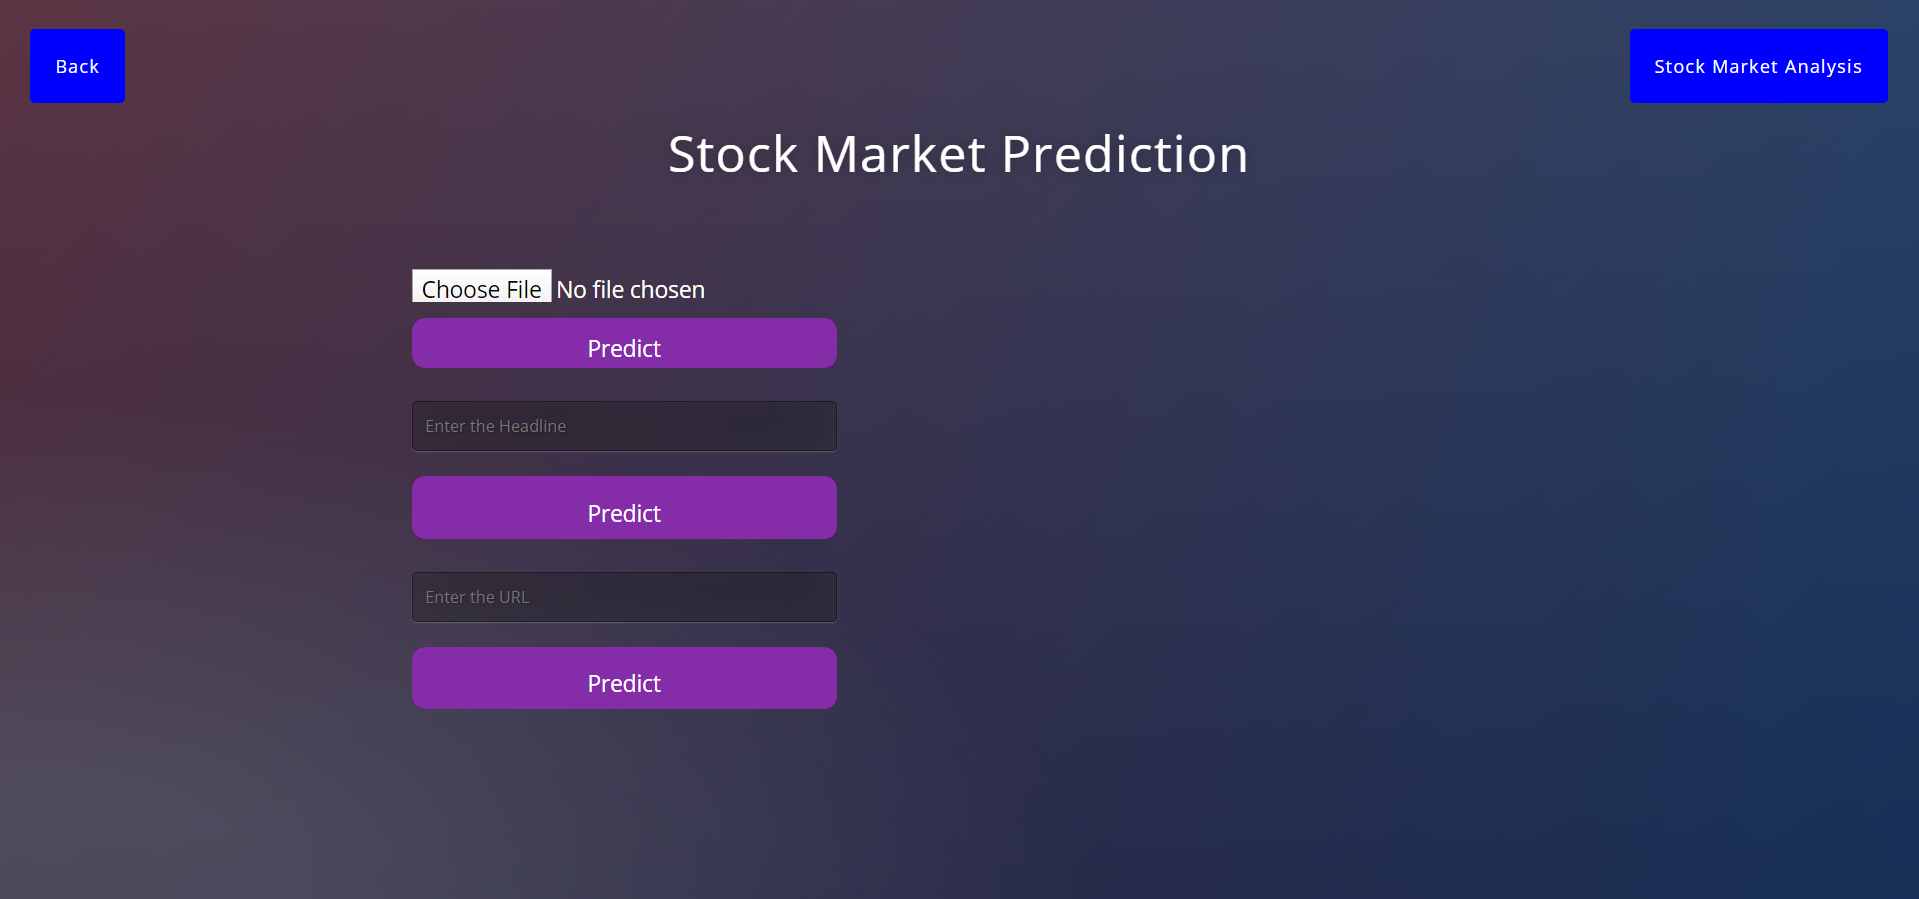 Back
Stock Market Analysis
Stock Market Prediction
Choose File No file chosen
Predict
Enter the Headline
Predict
Enter the URL
Predict